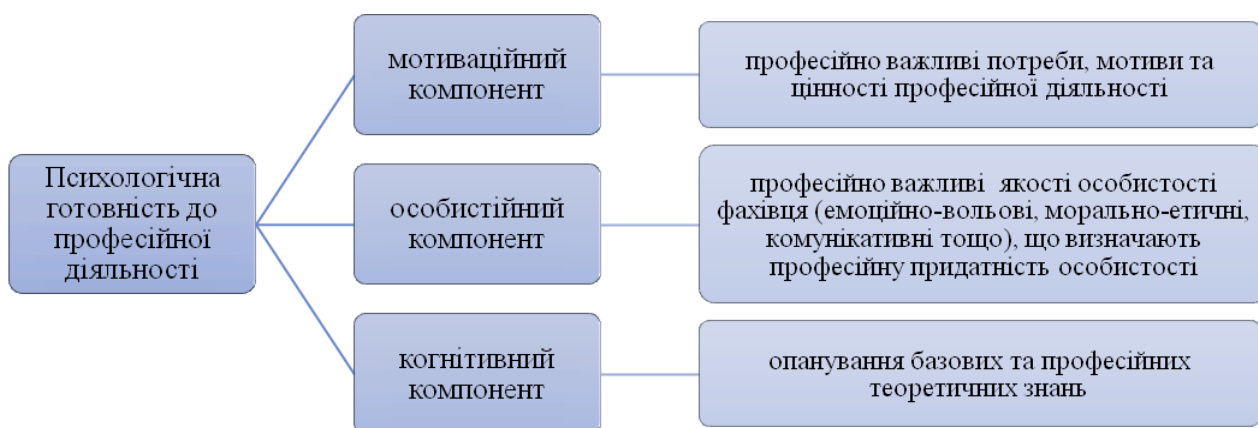 Психологічна
готовність до
професійної
діяльності
мотиваційний
компонент
професійно важливі потреби, мотиви та
цінності професійної діяльності
особистійний
компонент
професійно важливі якості особистості
фахівця (емоційно-вольові, морально-етичні,
комунікативні тощо), що визначають
професійну придатність особистості
когнітивний
компонент
опанування базових та професійних
теоретичних знань